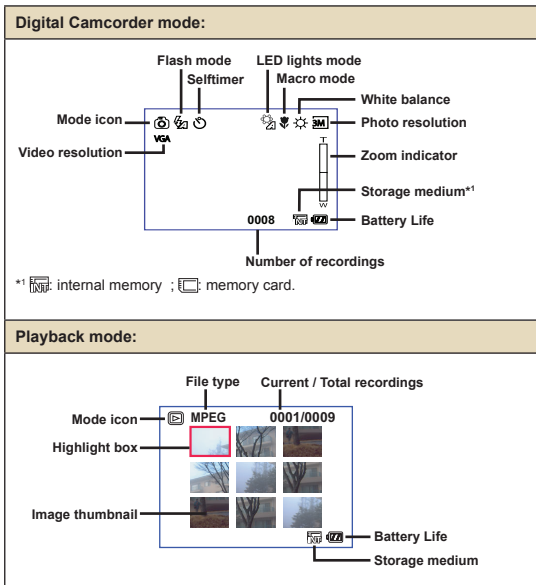 Digital Camcorder mode:
Flash mode
LED lights mode
Selftimer
Macro mode
White balance
Mode icon
3M
Photo resolution
VGA
Video resolution
T
Zoom indicator
W
Storage medium*1
INT
0008
Battery Life
Number of recordings
*1 INT: internal memory ; : memory card.
Playback mode:
File type
Current / Total recordings
Mode icon
MPEG
0001/0009
Highlight box
Image thumbnail
INT
Battery Life
Storage medium